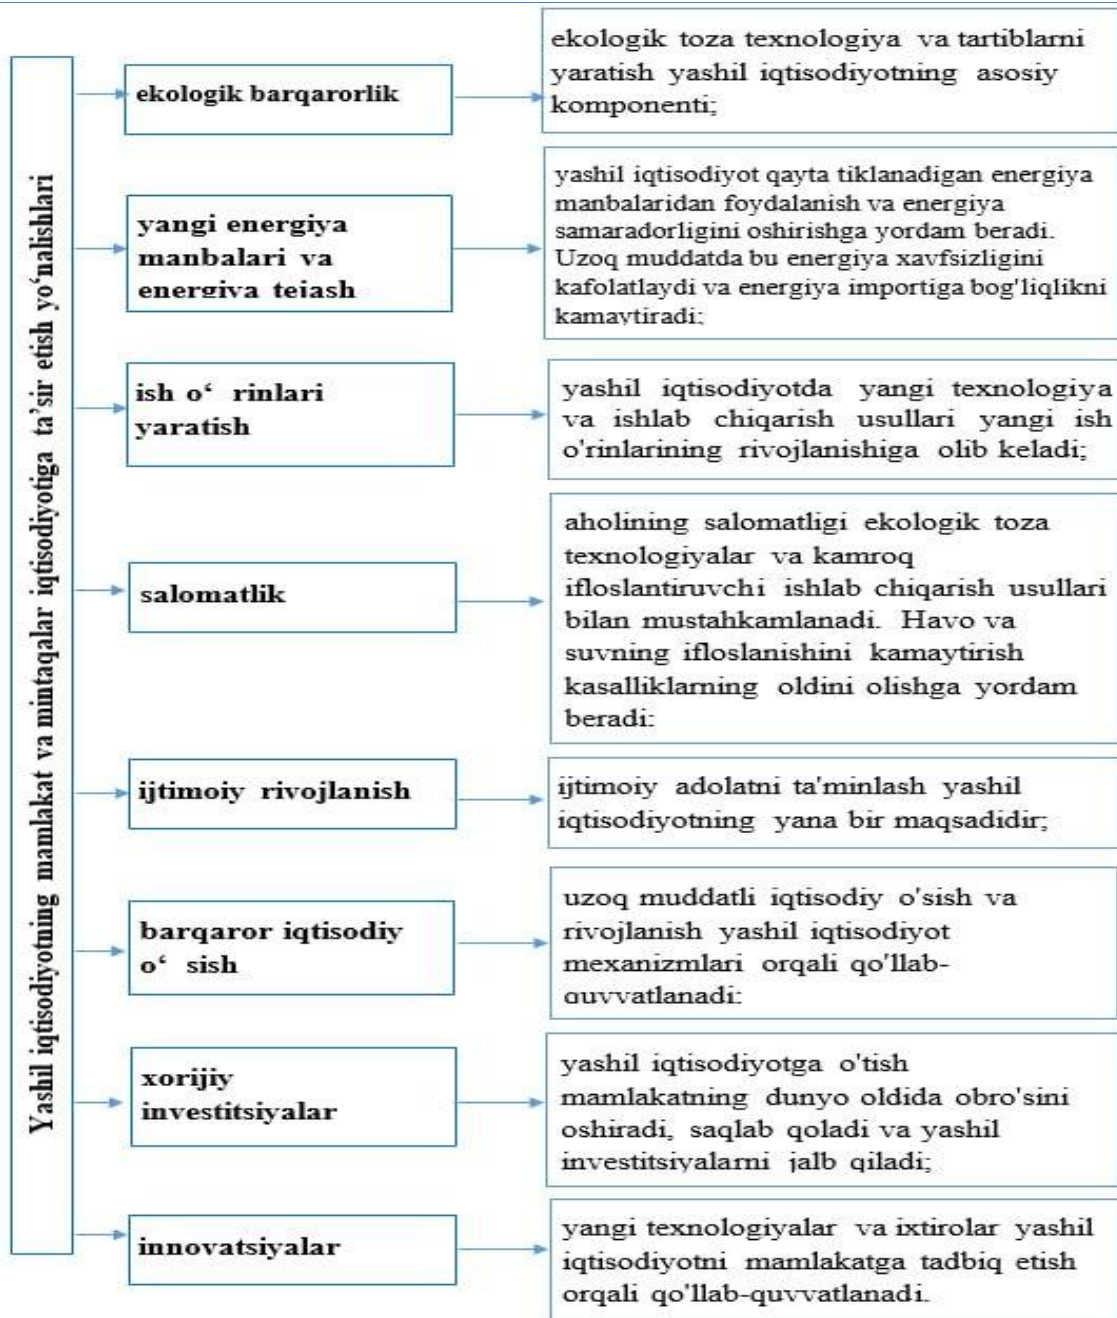 Yashil iqtisodiyotning mamlakat va mintaqalar iqtisodiyotiga ta’sir etish yo‘nalishlari
ekologik barqarorlik
ekologik toza texnologiya va tartiblarni
yaratish yashil iqtisodiyotning asosiy
komponenti;
yangi energiya
manbalari va
energiya tejash
yashil iqtisodiyot qayta tiklanadigan energiya
manbalaridan foydalanish va energiya
samaradorligini oshirishga yordam beradi.
Uzoq muddatda bu energiya xavfsizligini
kafolatlaydi va energiya importiga bog'liqlikni
kamaytiradi;
ish o‘ rinlari
yaratish
yashil iqtisodiyotda yangi texnologiya
va ishlab chiqarish usullari yangi ish
o'rinlarining rivojlanishiga olib keladi;
salomatlik
aholining salomatligi ekologik toza
texnologiyalar va kamroq
ifloslantiruvchi ishlab chiqarish usullari
bilan mustahkamlanadi. Havo va
suvning ifloslanishini kamaytirish
kasalliklarning oldini olishga yordam
beradi:
ijtimoiy rivojlanish
ijtimoiy adolatni ta'minlash yashil
iqtisodiyotning yana bir maqsadidir;
barqaror iqtisodiy
o‘ sish
uzoq muddatli iqtisodiy o'sish va
rivojlanish yashil iqtisodiyot
mexanizmlari orqali qo'llab-
quvvatlanadi:
xorijiy
investitsiyalar
yashil iqtisodiyotga o'tish
mamlakatning dunyo oldida obro'sini
oshiradi, saqlab qoladi va yashil
investitsiyalarni jalb qiladi;
innovatsiyalar
yangi texnologiyalar va ixtirolar yashil
iqtisodiyotni mamlakatga tadbiq etish
orqali qo'llab-quvvatlanadi.